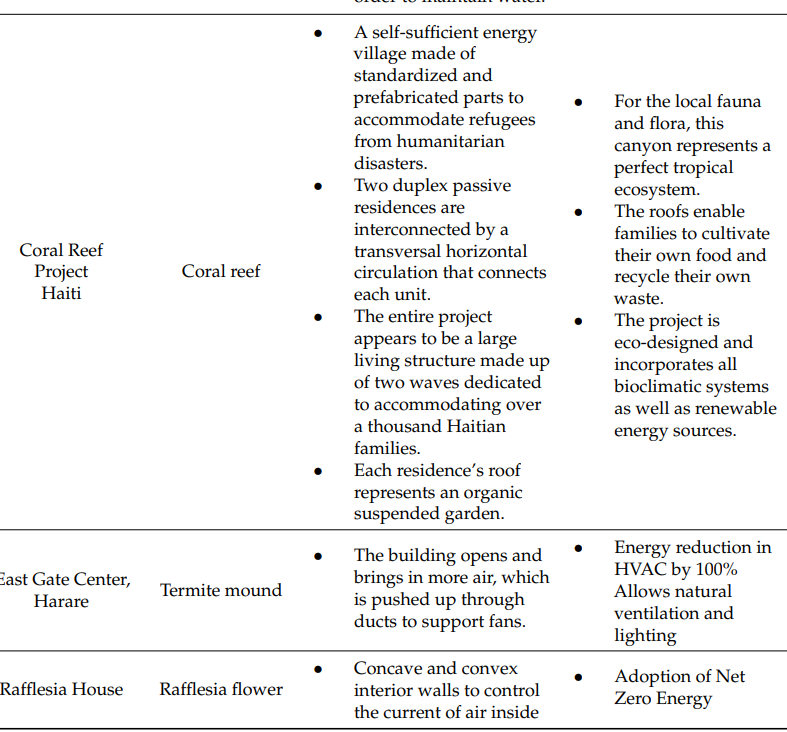 order to maintain water.
Coral Reef
Project
Haiti
Coral reef
● A self-sufficient energy
village made of
standardized and
prefabricated parts to
accommodate refugees
from humanitarian
disasters.
● Two duplex passive
residences are
interconnected by a
transversal horizontal
circulation that connects
each unit.
● The entire project
appears to be a large
living structure made up
of two waves dedicated
to accommodating over
a thousand Haitian
families.
● Each residence's roof
represents an organic
suspended garden.
● For the local fauna
and flora, this
canyon represents a
perfect tropical
ecosystem.
● The roofs enable
families to cultivate
their own food and
recycle their own
waste.
● The project is
eco-designed and
incorporates all
bioclimatic systems
as well as renewable
energy sources.
East Gate Center,
Harare
Termite mound
● The building opens and
brings in more air, which
is pushed up through
ducts to support fans.
● Energy reduction in
HVAC by 100%
Allows natural
ventilation and
lighting
Rafflesia House
Rafflesia flower
● Concave and convex
interior walls to control
the current of air inside
● Adoption of Net
Zero Energy